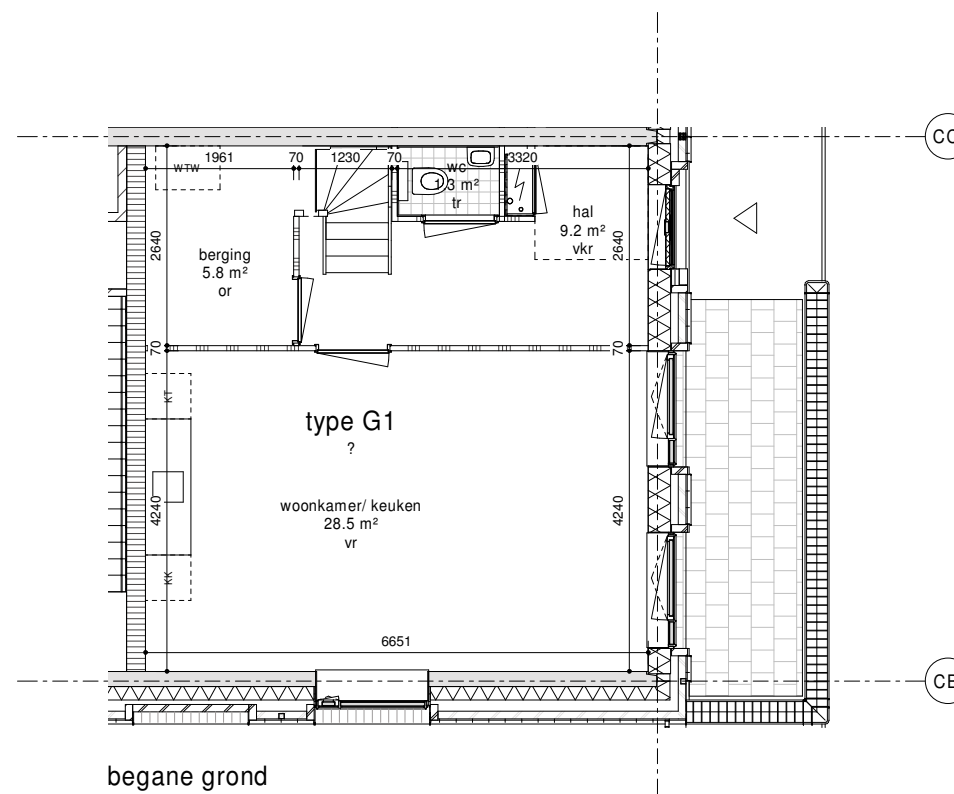 CC
1961
70
1230
70
3320
WTW
wc
1.3 m²
tr
hal
9.2 m²
vkr
2640
berging
5.8 m²
or
2640
70
70
KT
type G1
?
woonkamer/ keuken
28.5 m²
vr
4240
4240
KK
6651
CE
begane grond